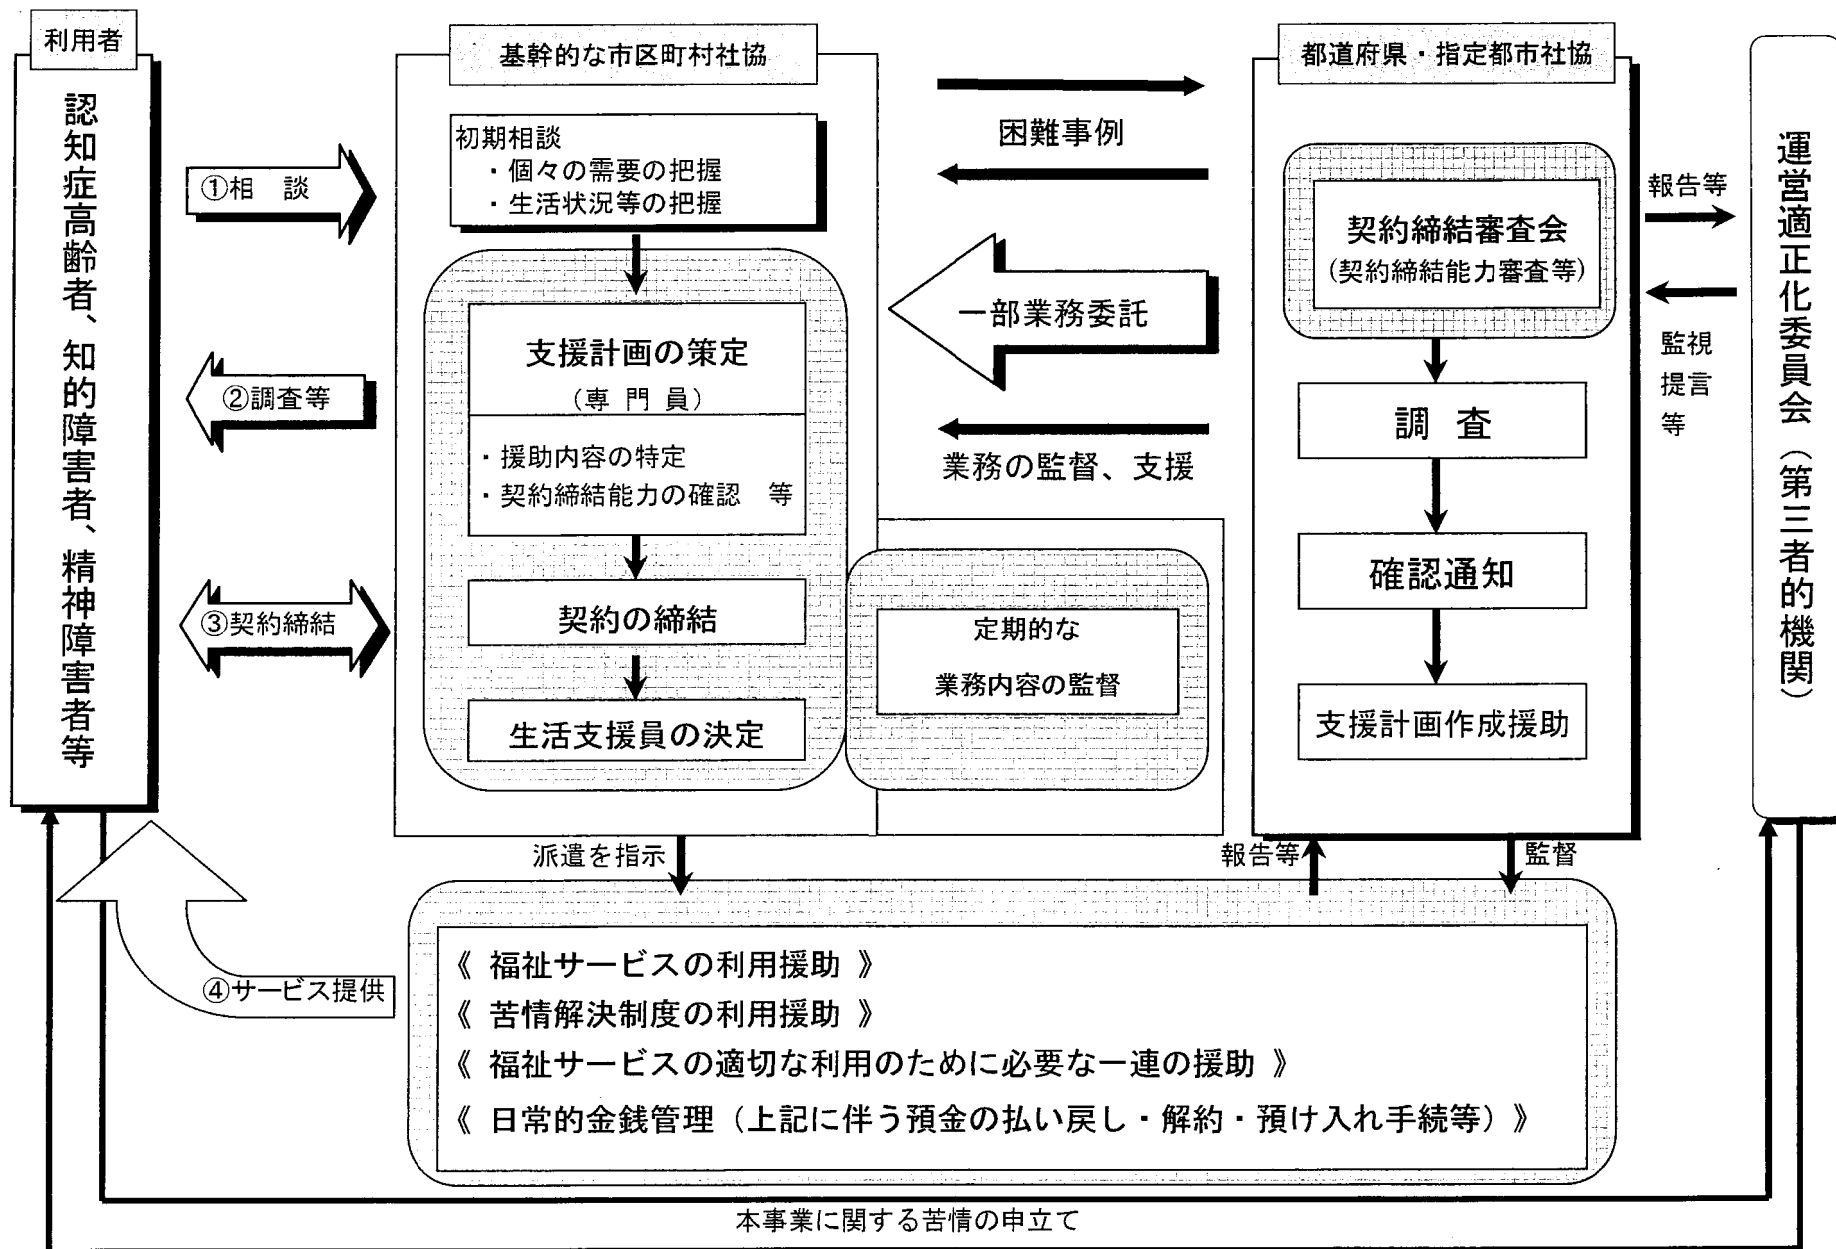 利用者
認知症高齢者、知的障害者、精神障害者等
①相　談
②調査等
③契約締結
④サービス提供
基幹的な市区町村社協
初期相談
・個々の需要の把握
・生活状況等の把握
支援計画の策定
（専 門 員）
・援助内容の特定
・契約締結能力の確認　等
契約の締結
生活支援員の決定
定期的な
業務内容の監督
困難事例
一部業務委託
業務の監督、支援
都道府県・指定都市社協
契約締結審査会
（契約締結能力審査等）
調　査
確認通知
支援計画作成援助
報告等
監視
提言
等
運営適正化委員会（第三者的機関）
派遣を指示
報告等
監督
《 福祉サービスの利用援助 》
《 苦情解決制度の利用援助 》
《 福祉サービスの適切な利用のために必要な一連の援助 》
《 日常的金銭管理（上記に伴う預金の払い戻し・解約・預け入れ手続等）》
本事業に関する苦情の申立て